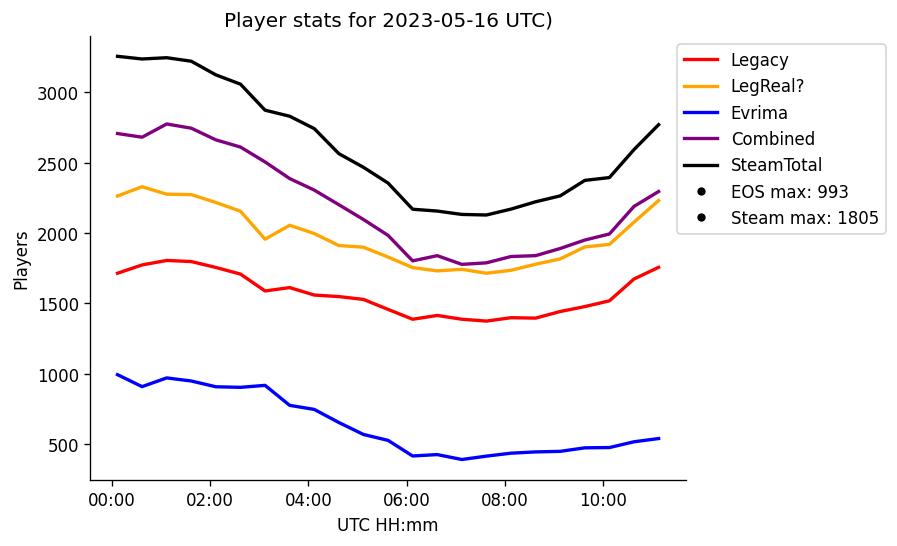 Player stats for 2023-05-16 UTC)
Legacy
LegReal?
Evrima
Combined
SteamTotal
EOS max: 993
Steam max: 1805
Players
3000
2500
2000
1500
1000
500
00:00 02:00 04:00 06:00 08:00 10:00
UTC HH:mm